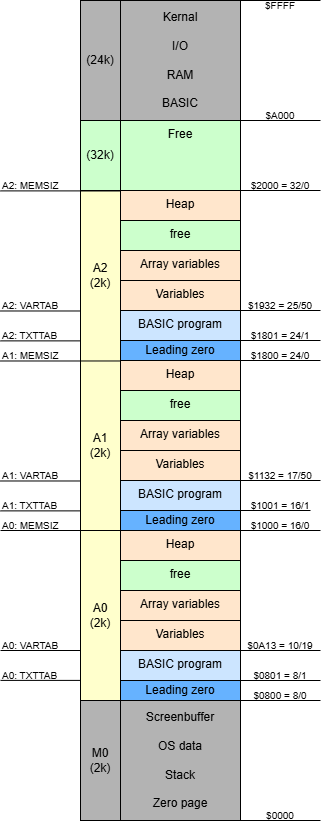 $FFFF
Kernal
I/O
(24k)
RAM
BASIC
$A000
Free
(32k)
A2: MEMSIZ
$2000 = 32/0
Heap
free
A2
(2k)
Array variables
Variables
A2: VARTAB
$1932 = 25/50
BASIC program
A2: TXTTAB
$1801 = 24/1
Leading zero
A1: MEMSIZ
$1800 = 24/0
Heap
free
A1
(2k)
Array variables
Variables
A1: VARTAB
$1132 = 17/50
BASIC program
A1: TXTTAB
$1001 = 16/1
Leading zero
A0: MEMSIZ
$1000 = 16/0
Heap
free
A0
(2k)
Array variables
Variables
A0: VARTAB
$0A13 = 10/19
BASIC program
A0: TXTTAB
$0801 = 8/1
Leading zero
$0800 = 8/0
Screenbuffer
OS data
M0
(2k)
Stack
Zero page
$0000